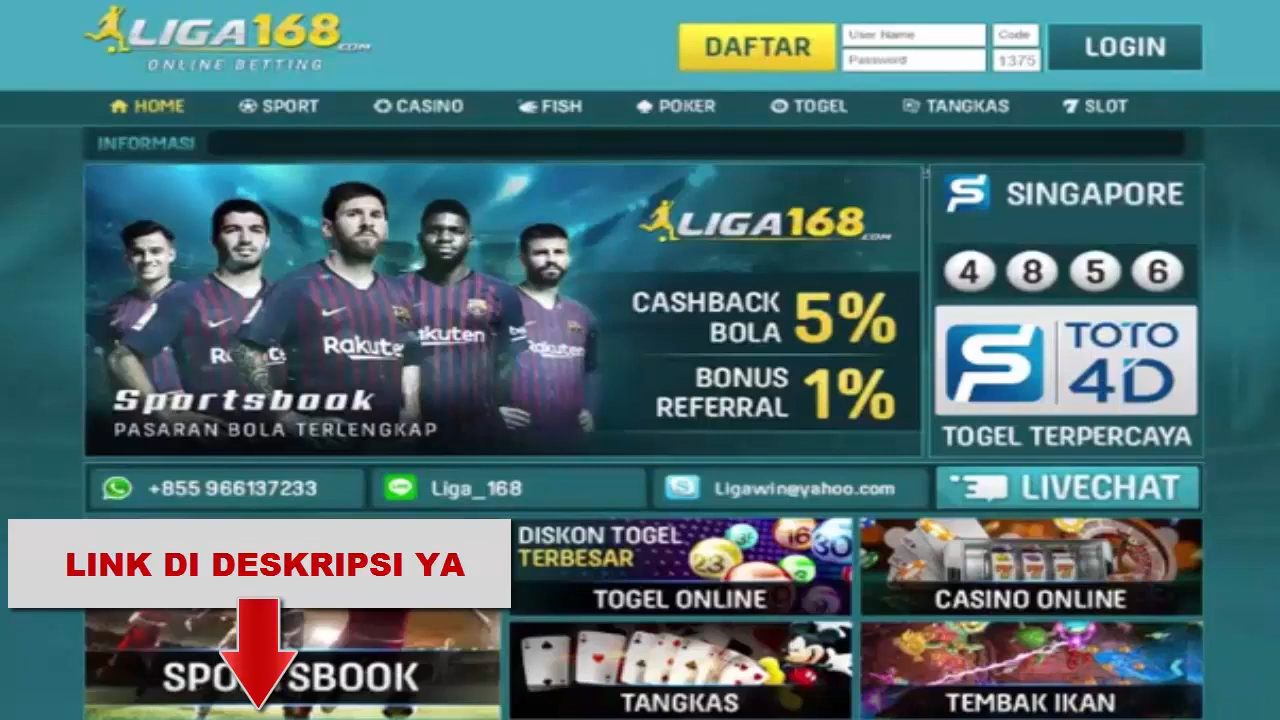 LIGA168.COM
ONLINE BETTING
DAFTAR
User Name
Code
Password
1375
LOGIN
HOME
SPORT
CASINO
FISH
POKER
TOGEL
TANGKAS
SLOT
INFORMASI
LIGA168.COM
CASHBACK
BOLA
5%
BONUS
REFERRAL
1%
Rakuten
Sportsbook
PASARAN BOLA TERLENGKAP
SINGAPORE
4 8 5 6
TOTO
4D
TOGEL TERPERCAYA
+855 966137233
Liga_168
Ligawin@yahoo.com
LIVECHAT
LINK DI DESKRIPSI YA
DISKON TOGEL
TERBESAR
TOGEL ONLINE
CASINO ONLINE
SPORTSBOOK
TANGKAS
TEMBAK IKAN